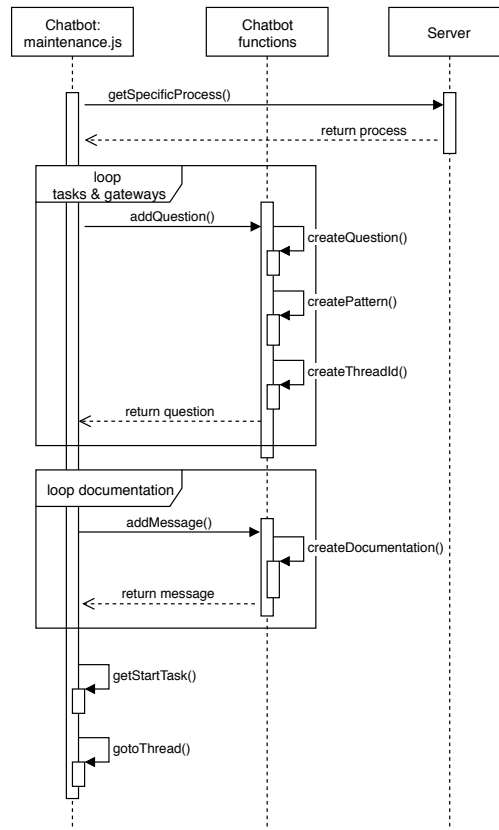 Chatbot:
maintenance.js
Chatbot
functions
Server
getSpecificProcess()
return process
loop
tasks & gateways
addQuestion()
createQuestion()
createPattern()
createThreadId()
return question
loop documentation
addMessage()
createDocumentation()
return message
getStartTask()
gotoThread()